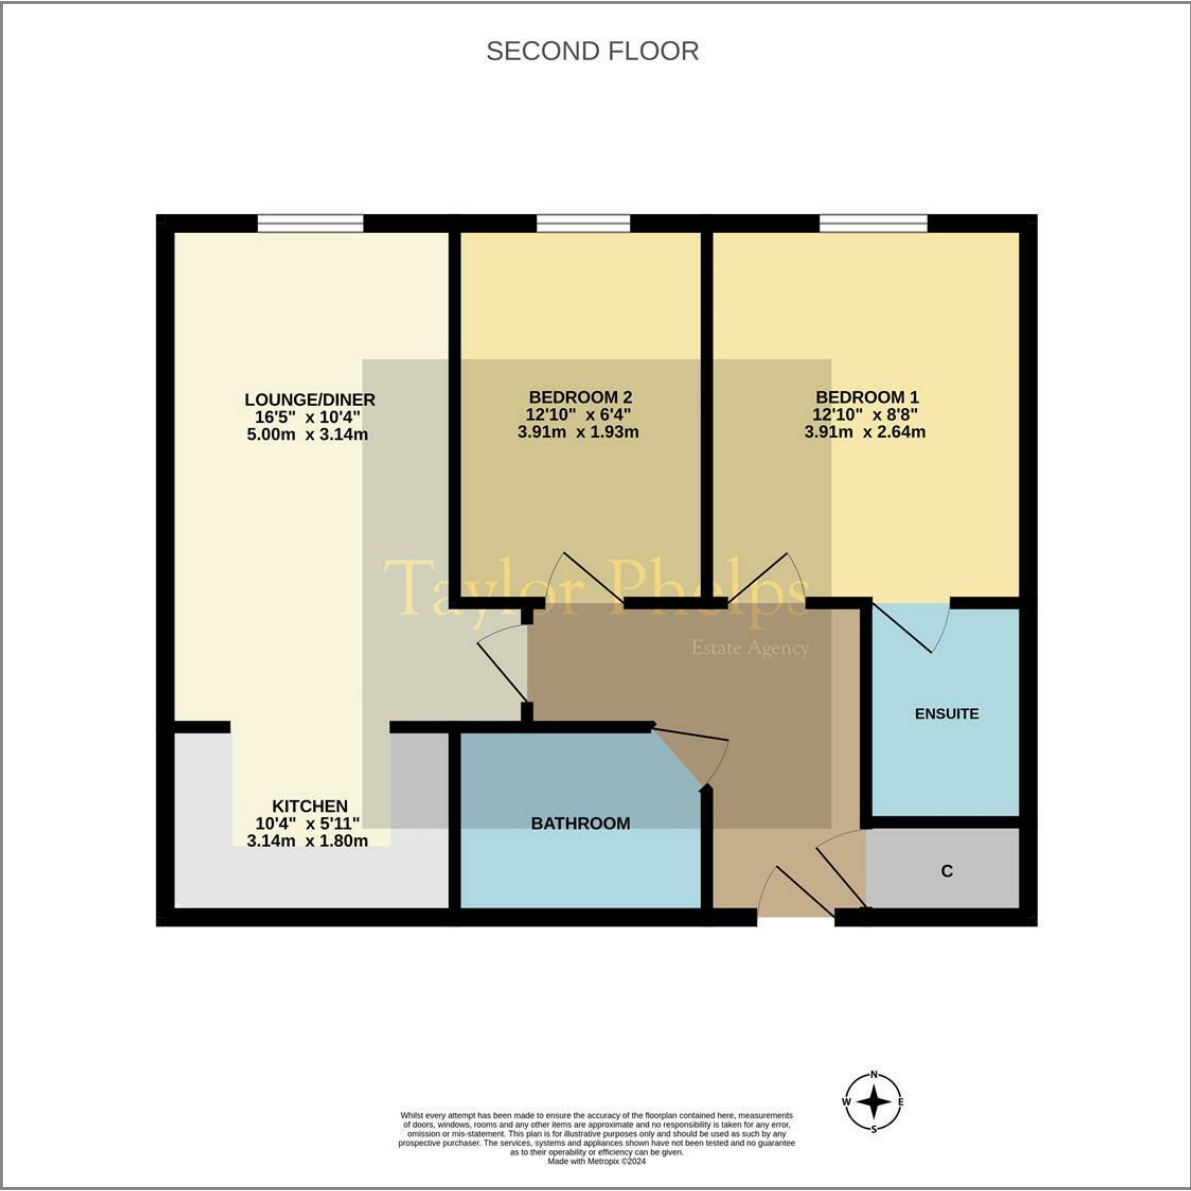 SECOND FLOOR
LOUNGE/DINER
16'5" x 10'4"
5.00m x 3.14m
BEDROOM 2
12'10" x 6'4"
3.91m x 1.93m
BEDROOM 1
12'10" x 8'8"
3.91m x 2.64m
Taylor Phelps
Estate Agency
ENSUITE
KITCHEN
10'4" x 5'11"
3.14m x 1.80m
BATHROOM
C
N
W E
S
Whilst every attempt has been made to ensure the accuracy of the floorplan contained here, measurements
of doors, windows, rooms and any other items are approximate and no responsibility is taken for any error,
omission or mis-statement. This plan is for illustrative purposes only and should be used as such by any
prospective purchaser. The services, systems and appliances shown have not been tested and no guarantee
as to their operability or efficiency can be given.
Made with Metropix ©2024